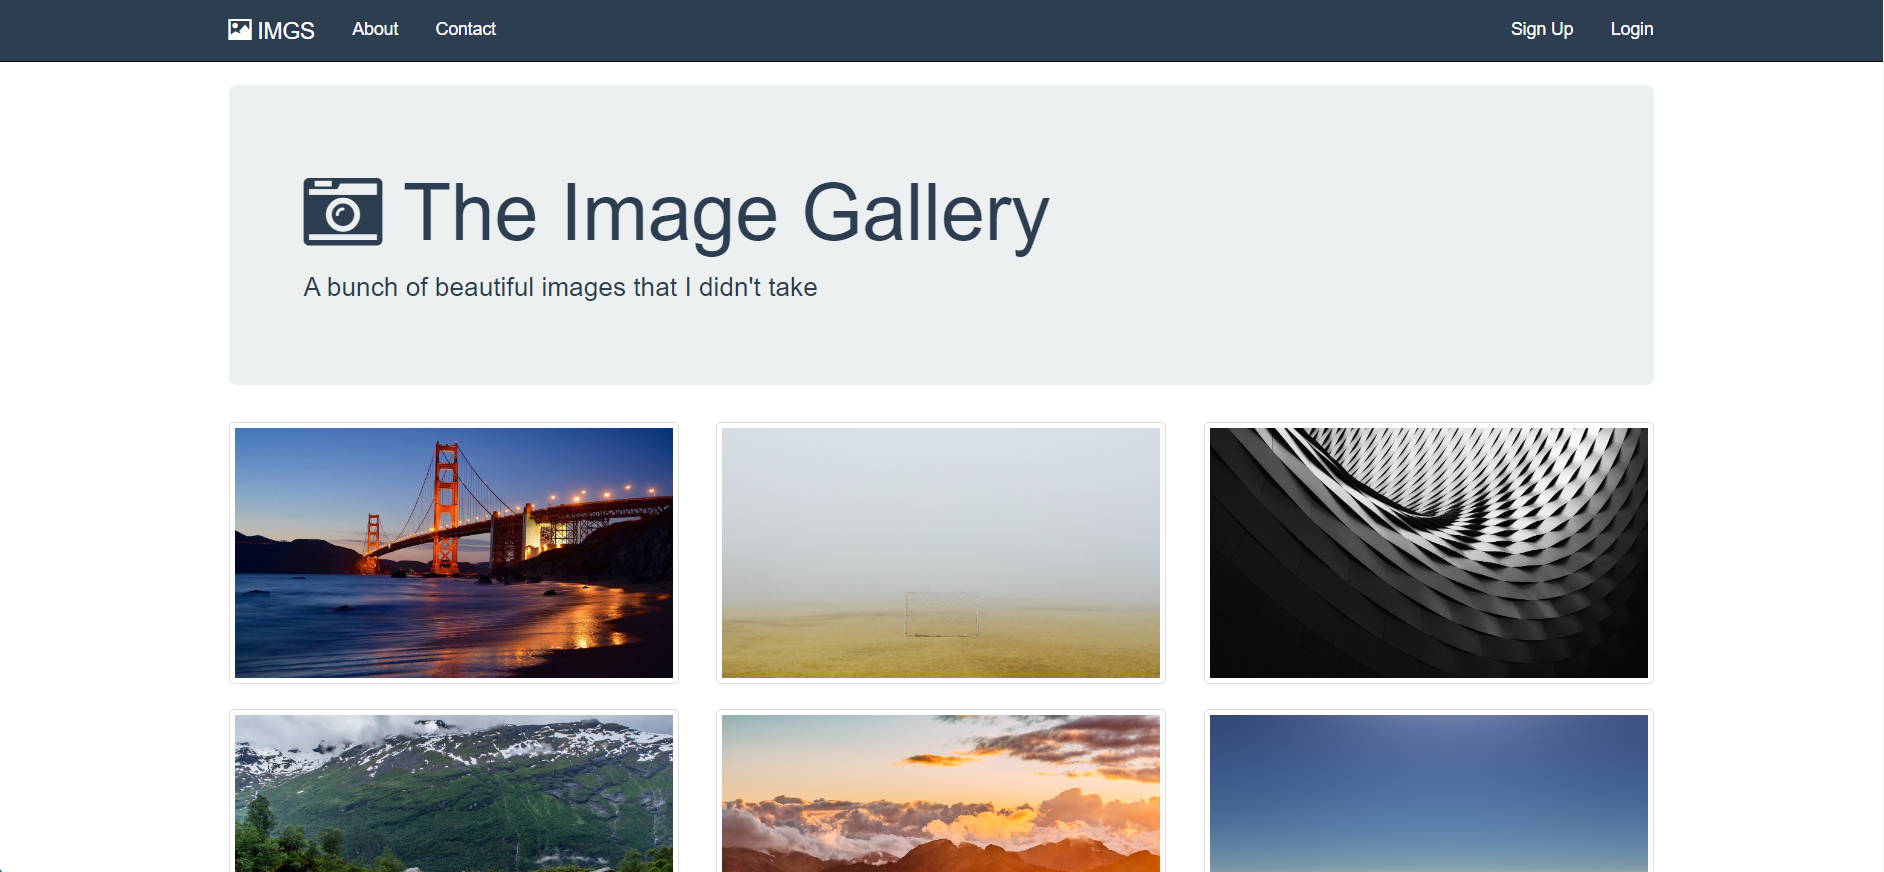 IMGS About Contact Sign Up Login
The Image Gallery
A bunch of beautiful images that I didn't take